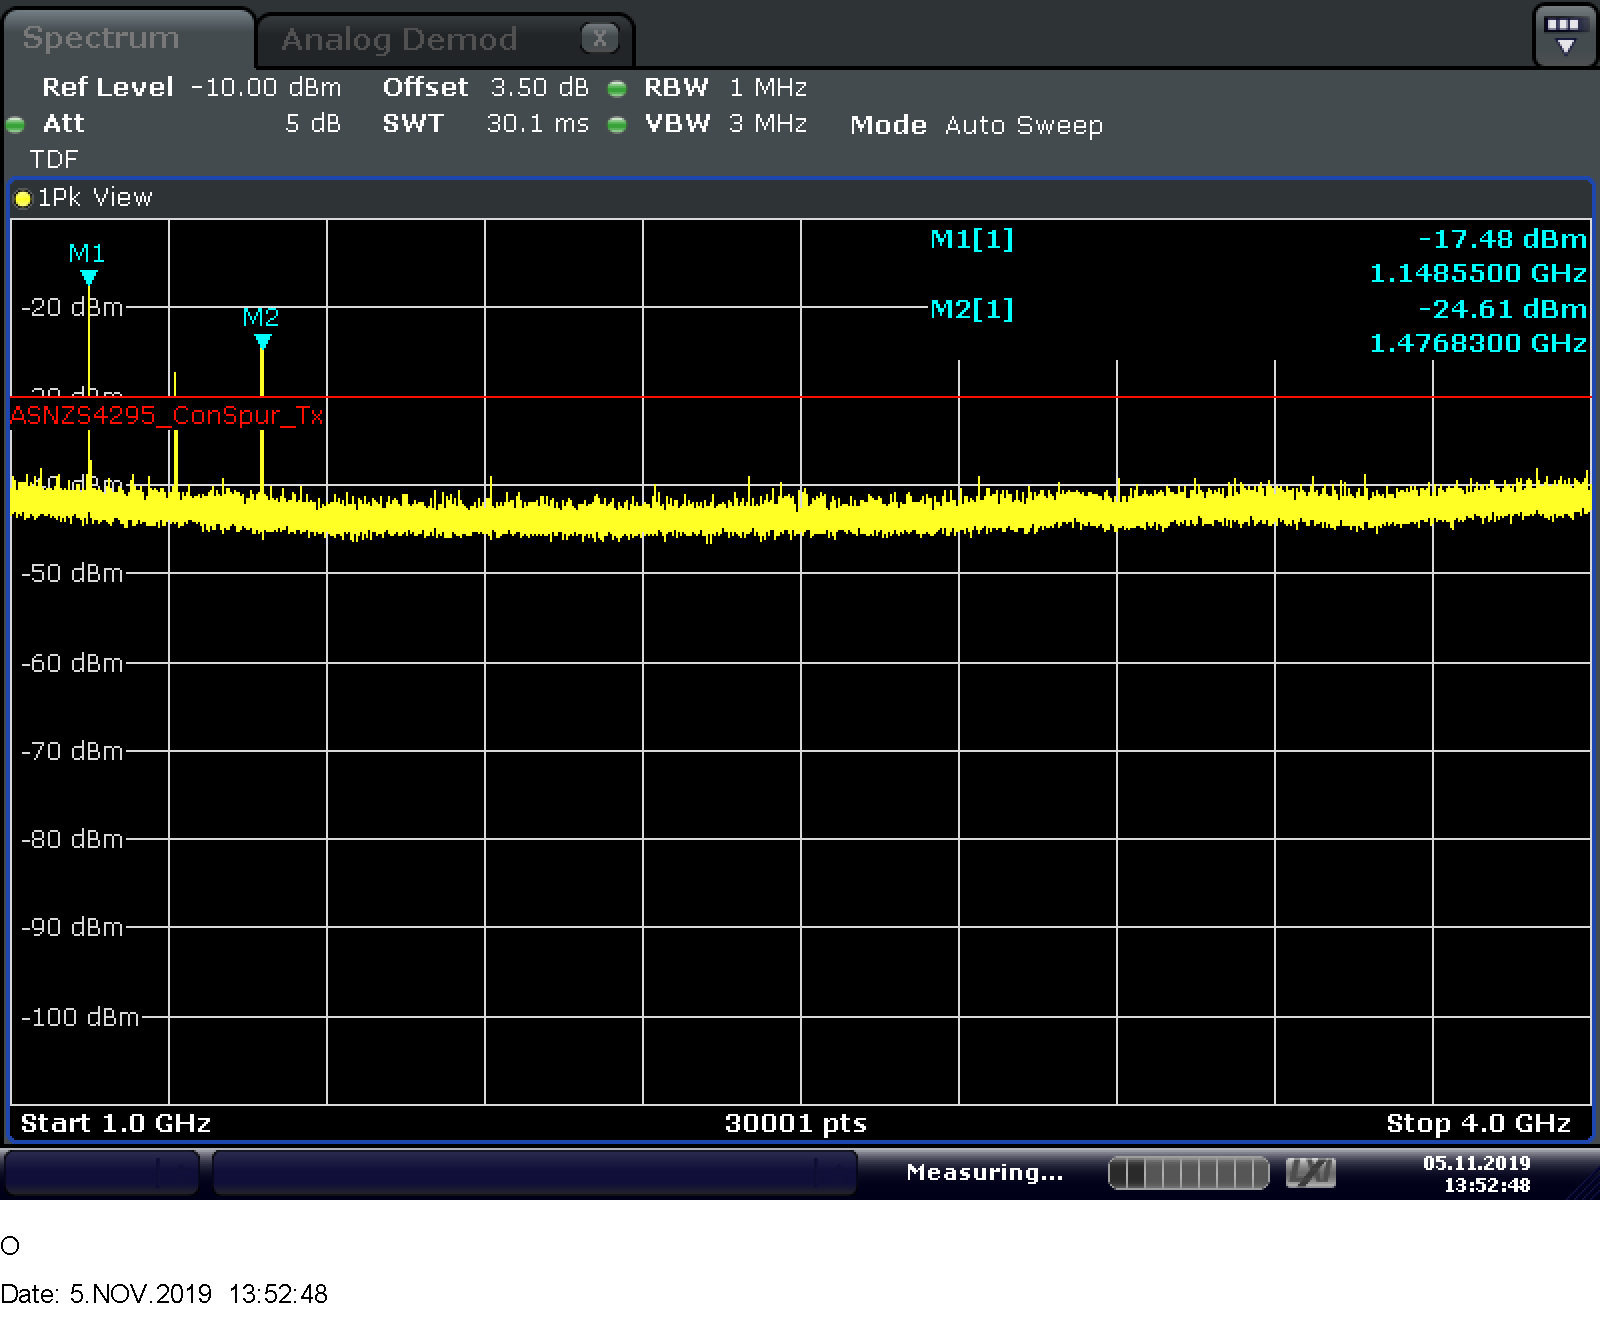 Spectrum
Analog Demod X
Ref Level -10.00 dBm Offset 3.50 dB RBW 1 MHz
Att 5 dB SWT 30.1 ms VBW 3 MHz Mode Auto Sweep
TDF
1Pk View
M1[1] -17.48 dBm
1.1485500 GHz
M2[1] -24.61 dBm
1.4768300 GHz
M1
-20 dBm
M2
ASNZS4295_ConSpur_Tx
-50 dBm
-60 dBm
-70 dBm
-80 dBm
-90 dBm
-100 dBm
Start 1.0 GHz 30001 pts Stop 4.0 GHz
Measuring... LXI 05.11.2019
13:52:48
O
Date: 5.NOV.2019 13:52:48